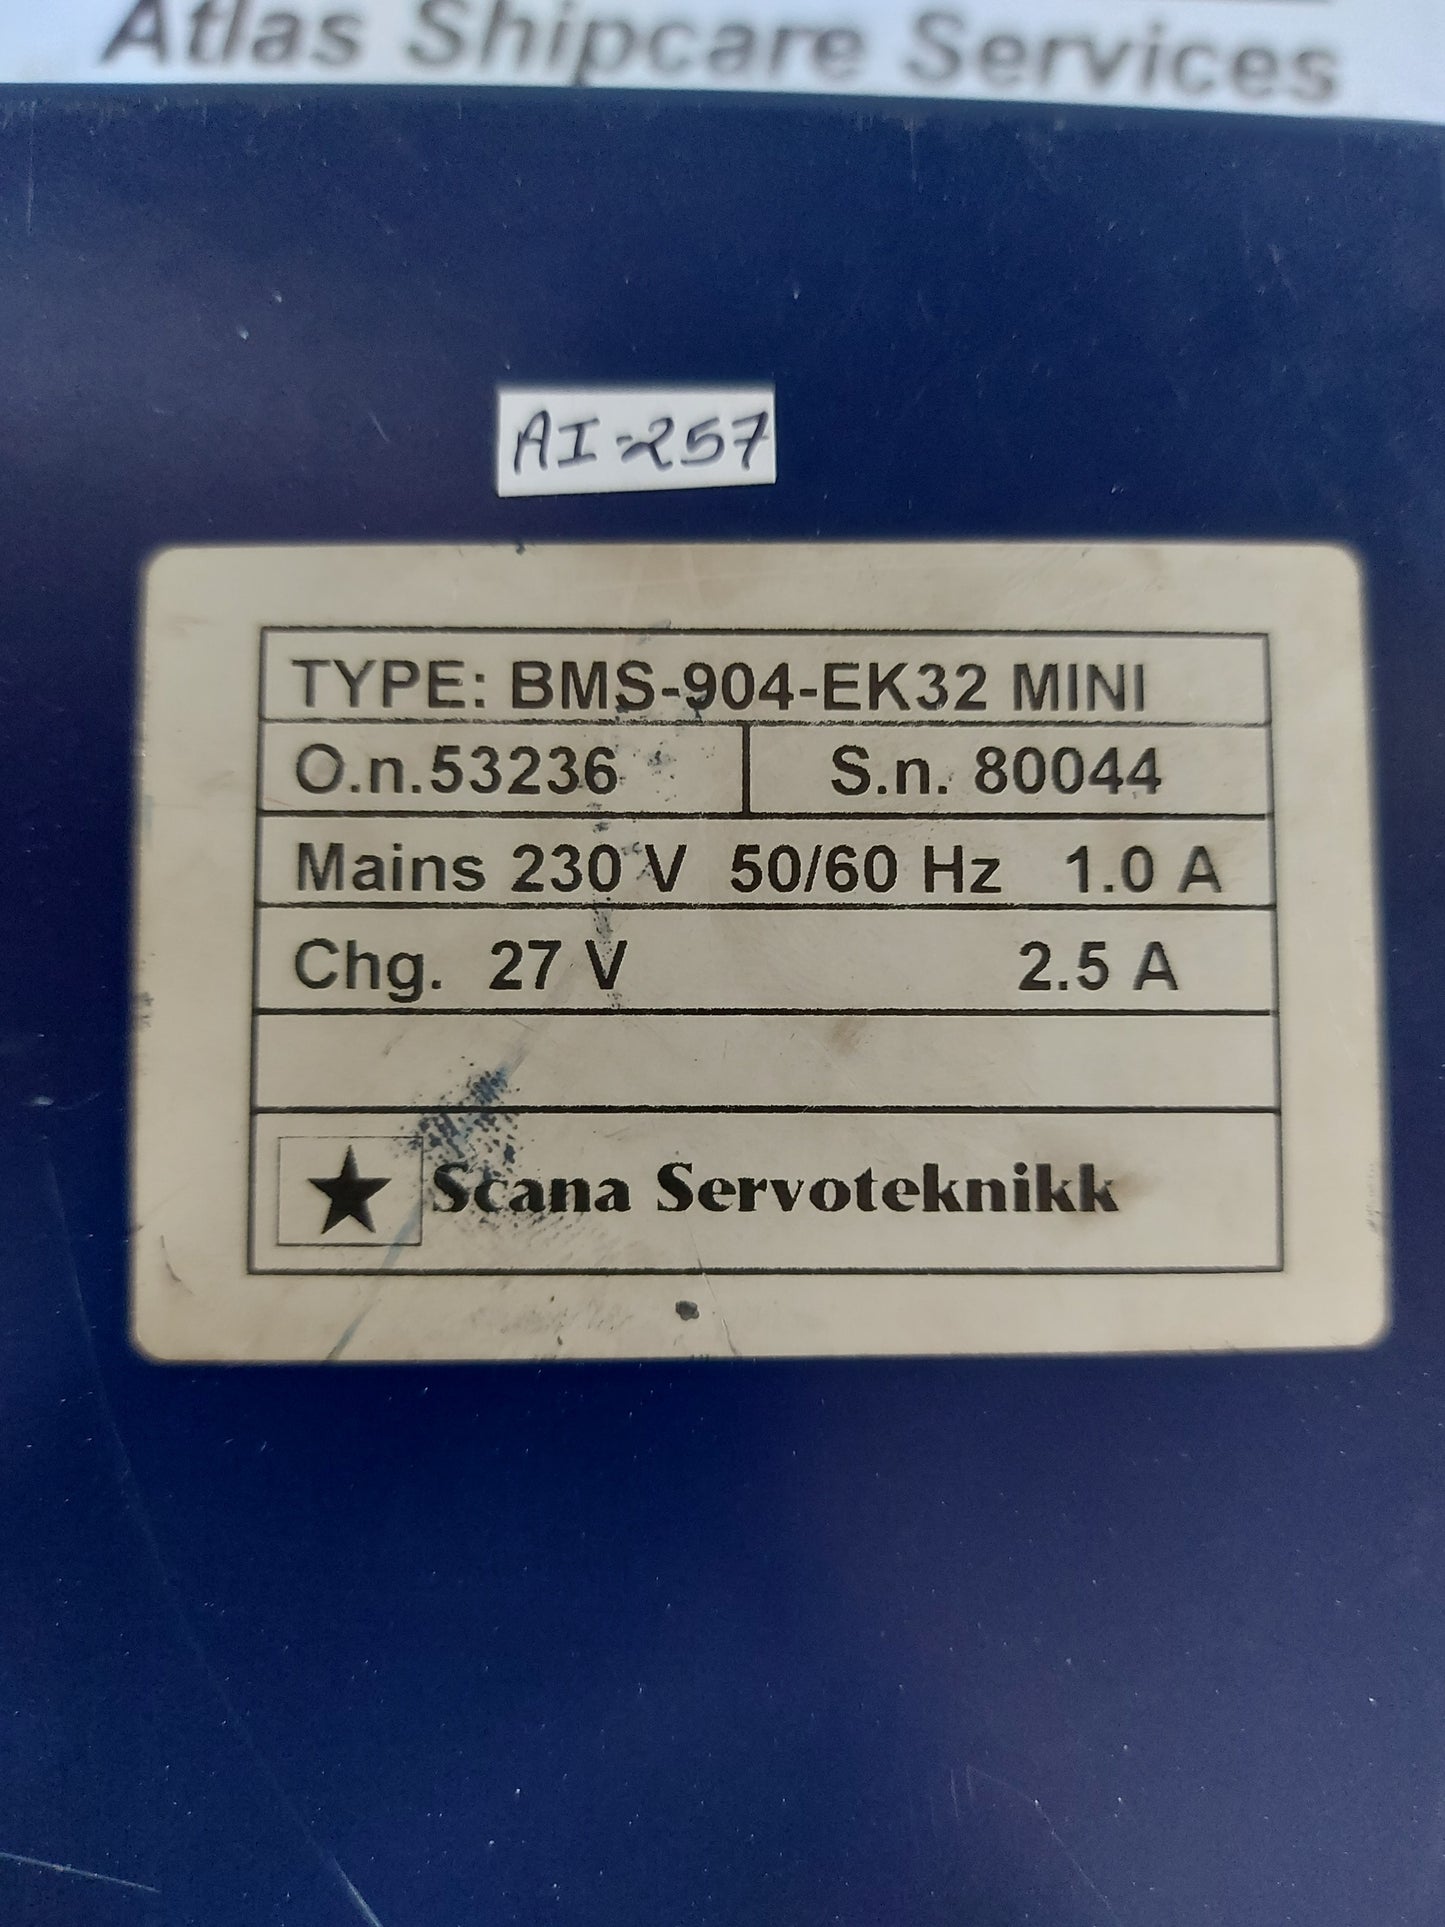 Atlas Shipcare Services
AI-257
TYPE: BMS-904-EK32 MINI
O.n.53236 S.n. 80044
Mains 230 V 50/60 Hz 1.0 A
Chg. 27 V 2.5 A
Scana Servoteknikk